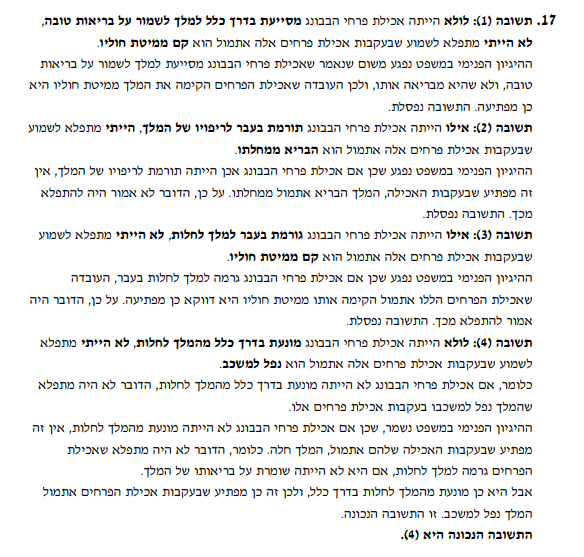 17. תשובה (1): לולא הייתה אכילת פרחי הבבונג מסייעת בדרך כלל למלך לשמור על בריאות טובה,
לא הייתי מתפלא לשמוע שבעקבות אכילת פרחים אלה אתמול הוא קם ממיטת חוליו.
ההיגיון הפנימי במשפט נפגע משום שנאמר שאכילת פרחי הבבונג מסייעת למלך לשמור על בריאות
טובה, ולא שהיא מבריאה אותו, ולכן העובדה שאכילת הפרחים הקימה את המלך ממיטת חוליו היא
כן מפתיעה. התשובה נפסלת.
תשובה (2): אילו הייתה אכילת פרחי הבבונג תורמת בעבר לריפויו של המלך, הייתי מתפלא לשמוע
שבעקבות אכילת פרחים אלה אתמול הוא הבריא ממחלתו.
ההיגיון הפנימי במשפט נפגע שכן אם אכילת פרחי הבבונג אכן הייתה תורמת לריפויו של המלך, אין
זה מפתיע שבעקבות האכילה, המלך הבריא אתמול ממחלתו. על כן, הדובר לא אמור היה להתפלא
מכך. התשובה נפסלת.
תשובה (3): אילו הייתה אכילת פרחי הבבונג גורמת בעבר למלך לחלות, לא הייתי מתפלא לשמוע
שבעקבות אכילת פרחים אלה אתמול הוא קם ממיטת חוליו.
ההיגיון הפנימי במשפט נפגע שכן אם אכילת פרחי הבבונג גרמה למלך לחלות בעבר, העובדה
שאכילת הפרחים הללו אתמול הקימה אותו ממיטת חוליו היא דווקא כן מפתיעה. על כן, הדובר היה
אמור להתפלא מכך. התשובה נפסלת.
תשובה (4): לולא הייתה אכילת פרחי הבבונג מונעת בדרך כלל מהמלך לחלות, לא הייתי מתפלא
לשמוע שבעקבות אכילת פרחים אלה אתמול הוא נפל למשכב.
כלומר, אם אכילת פרחי הבבונג לא הייתה מונעת בדרך כלל מהמלך לחלות, הדובר לא היה מתפלא
שהמלך נפל למשכבו בעקבות אכילת פרחים אלו.
ההיגיון הפנימי במשפט נשמר, שכן אם אכילת פרחי הבבונג לא הייתה מונעת מהמלך לחלות, אין זה
מפתיע שבעקבות האכילה שלהם אתמול, המלך חלה. כלומר, הדובר לא היה מתפלא שאכילת
הפרחים גרמה למלך לחלות, אם היא לא הייתה שומרת על בריאותו של המלך.
אבל היא כן מונעת מהמלך לחלות בדרך כלל, ולכן זה כן מפתיע שבעקבות אכילת הפרחים אתמול
המלך נפל למשכב. זו התשובה הנכונה.
התשובה הנכונה היא (4).